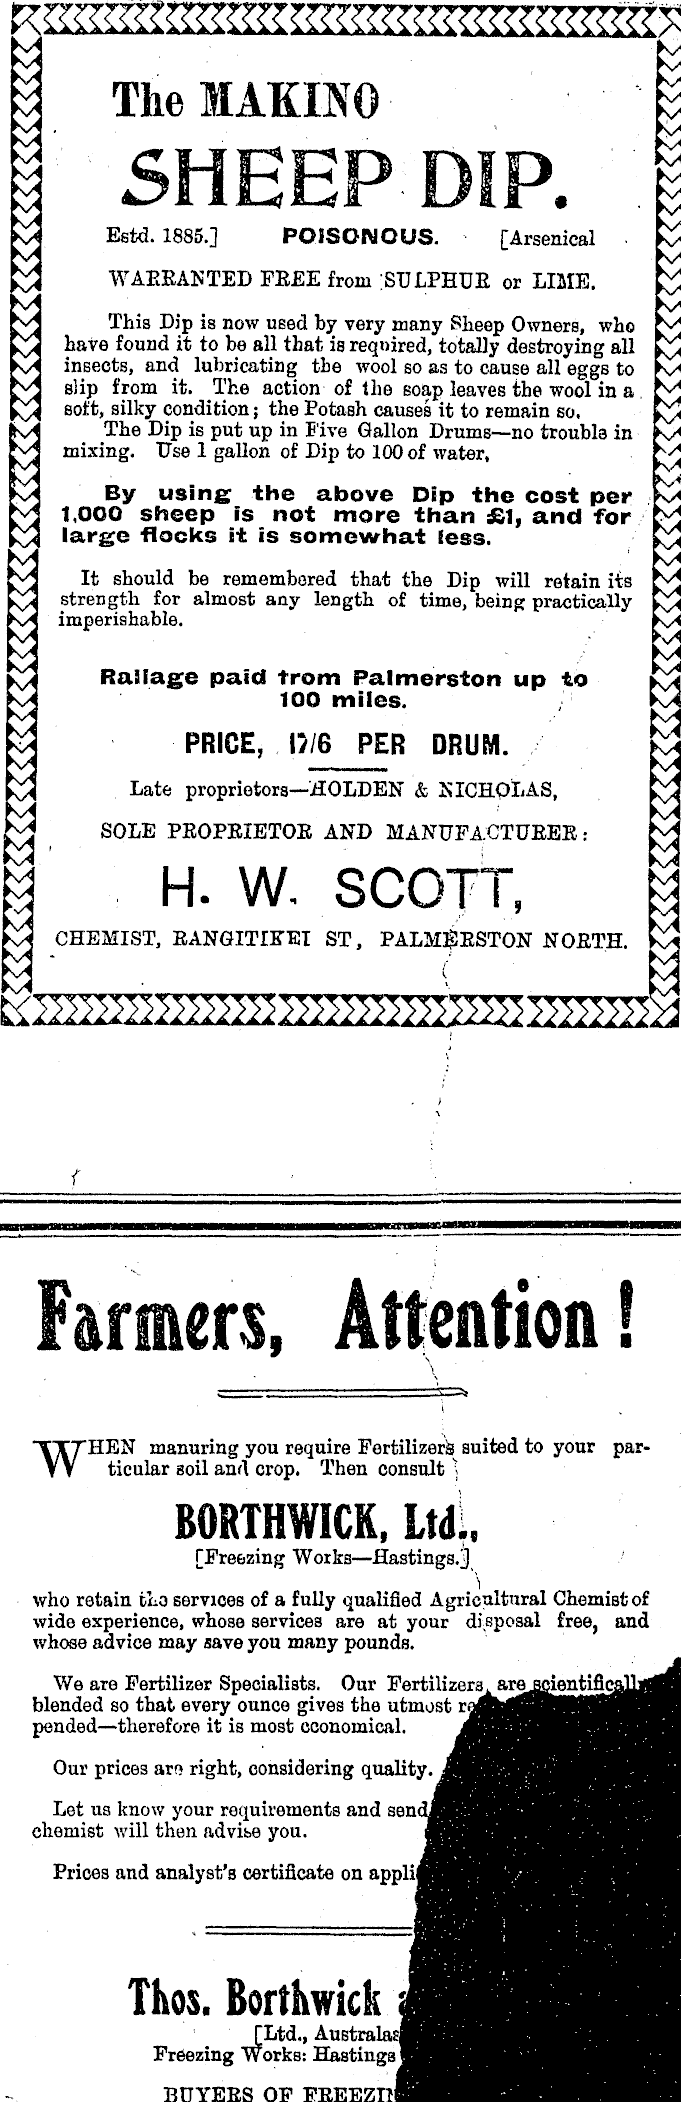 The MAKINO
SHEEP DIP.
Estd. 1885.] POISONOUS. [Arsenical
WARRANTED FREE from SULPHUR or LIME.
This Dip is now used by very many Sheep Owners, who
have found it to be all that is required, totally destroying all
insects, and lubricating the wool so as to cause all eggs to
slip from it. The action of the soap leaves the wool in a
soft, silky condition; the Potash causes it to remain so.
The Dip is put up in Five Gallon Drums—no trouble in
mixing. Use 1 gallon of Dip to 100 of water,
By using the above Dip the cost per
1,000 sheep is not more than £1, and for
large flocks it is somewhat less.
It should be remembered that the Dip will retain its
strength for almost any length of time, being practically
imperishable.
Railage paid from Palmerston up to
100 miles.
PRICE, 17/6 PER DRUM.
Late proprietors—HOLDEN & NICHOLAS,
SOLE PROPRIETOR AND MANUFACTURER:
H. W. SCOTT,
CHEMIST, RANGITIKEI ST, PALMERSTON NORTH.
Farmers, Attention!
WHEN manuring you require Fertilizers suited to your par-
ticular soil and crop. Then consult
BORTHWICK, Ltd.,
[Freezing Works—Hastings.]
who retain the services of a fully qualified Agricultural Chemist of
wide experience, whose services are at your disposal free, and
whose advice may save you many pounds.
We are Fertilizer Specialists. Our Fertilizers are scientifically
blended so that every ounce gives the utmost
pended—therefore it is most economical.
Our prices are right, considering quality.
Let us know your requirements and send
chemist will then advise you.
Prices and analyst's certificate on appli
Thos. Borthwick
[Ltd., Australas
Freezing Works: Hastings
BUYERS OF FREEZIN